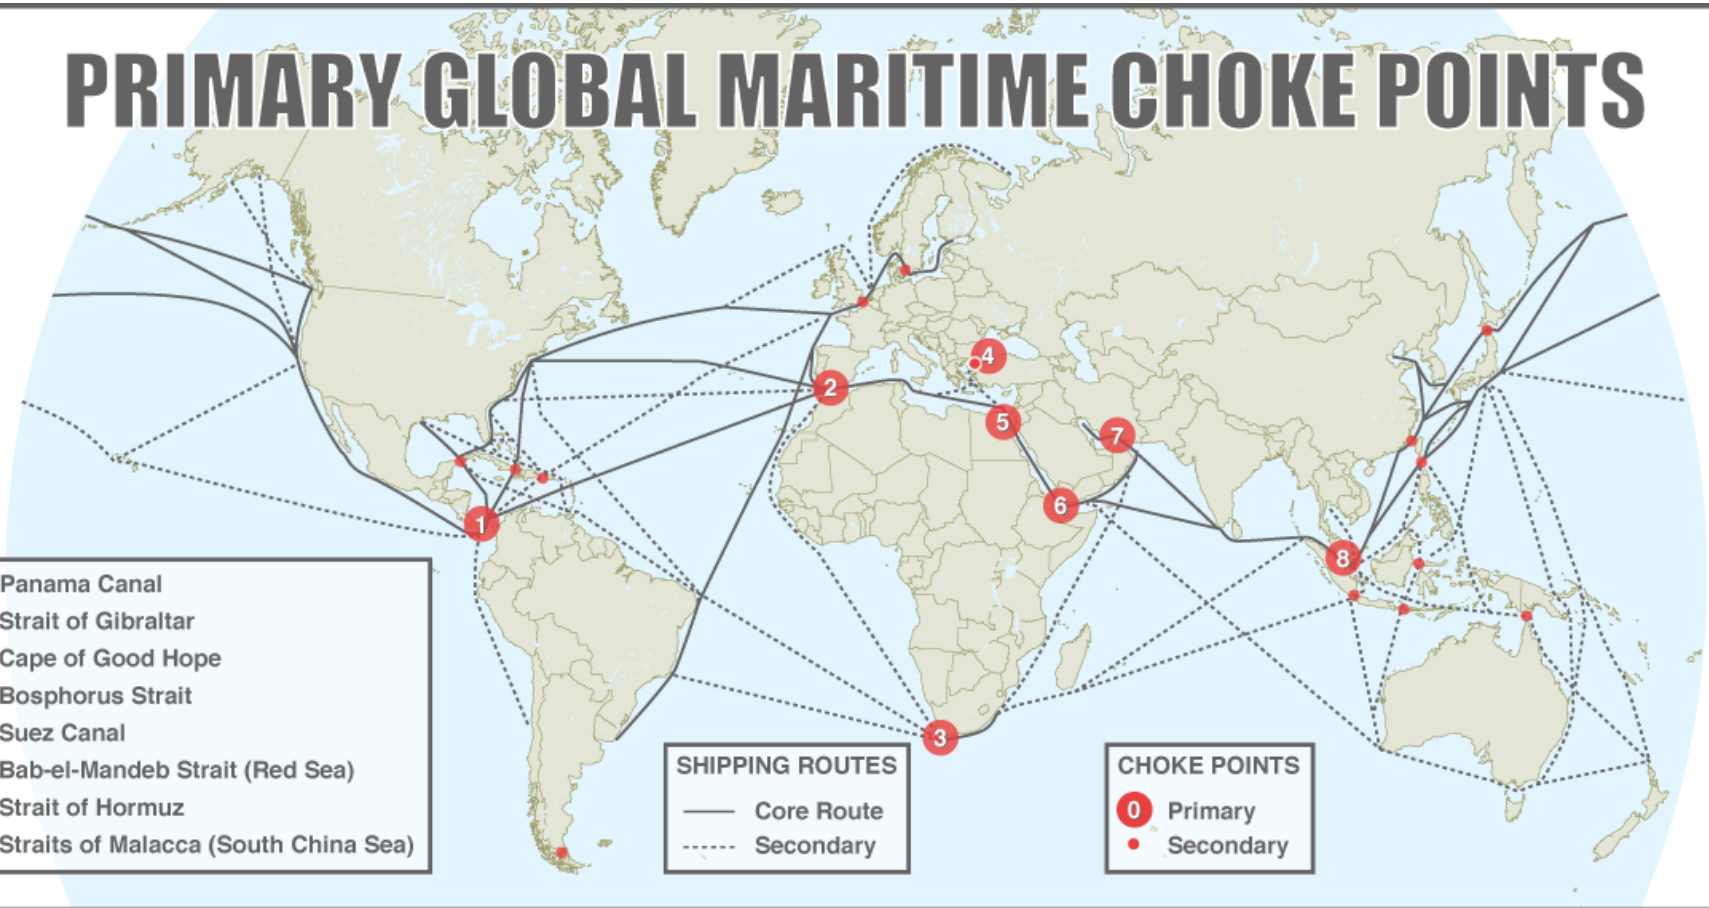 PRIMARY GLOBAL MARITIME CHOKE POINTS
4
2
5
7
6
1
8
3
Panama Canal
Strait of Gibraltar
Cape of Good Hope
Bosphorus Strait
Suez Canal
Bab-el-Mandeb Strait (Red Sea)
Strait of Hormuz
Straits of Malacca (South China Sea)
SHIPPING ROUTES
Core Route
Secondary
CHOKE POINTS
0 Primary
Secondary